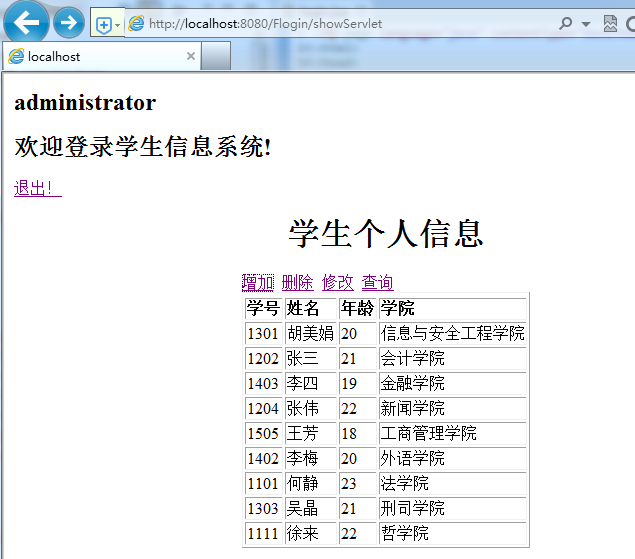 http://localhost:8080/Flogin/showServlet
localhost
administrator
欢迎登录学生信息系统!
退出！
学生个人信息
增加 删除 修改 查询
学号 姓名 年龄 学院
1301 胡美娟 20 信息与安全工程学院
1202 张三 21 会计学院
1403 李四 19 金融学院
1204 张伟 22 新闻学院
1505 王芳 18 工商管理学院
1402 李梅 20 外语学院
1101 何静 23 法学院
1303 吴晶 21 刑司学院
1111 徐来 22 哲学院